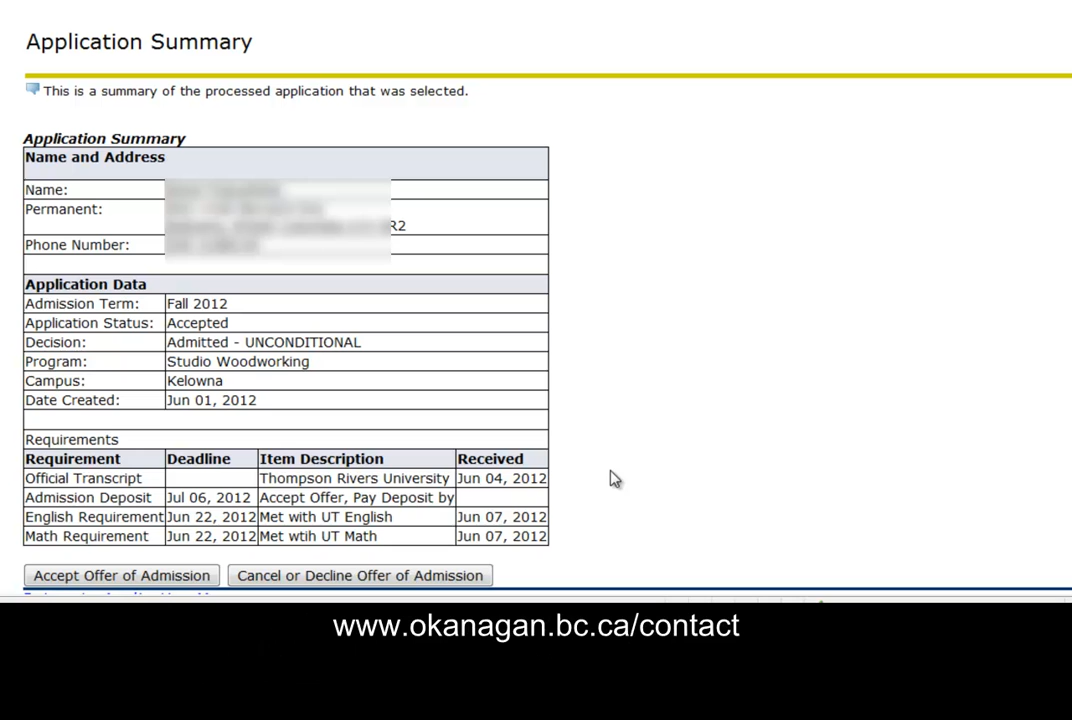 Application Summary
This is a summary of the processed application that was selected.
Application Summary
Name and Address
Name:
Permanent:
R2
Phone Number:
Application Data
Admission Term: Fall 2012
Application Status: Accepted
Decision: Admitted - UNCONDITIONAL
Program: Studio Woodworking
Campus: Kelowna
Date Created: Jun 01, 2012
Requirements
Requirement Deadline Item Description Received
Official Transcript Thompson Rivers University Jun 04, 2012
Admission Deposit Jul 06, 2012 Accept Offer, Pay Deposit by
English Requirement Jun 22, 2012 Met with UT English Jun 07, 2012
Math Requirement Jun 22, 2012 Met wtih UT Math Jun 07, 2012
Accept Offer of Admission Cancel or Decline Offer of Admission
www.okanagan.bc.ca/contact